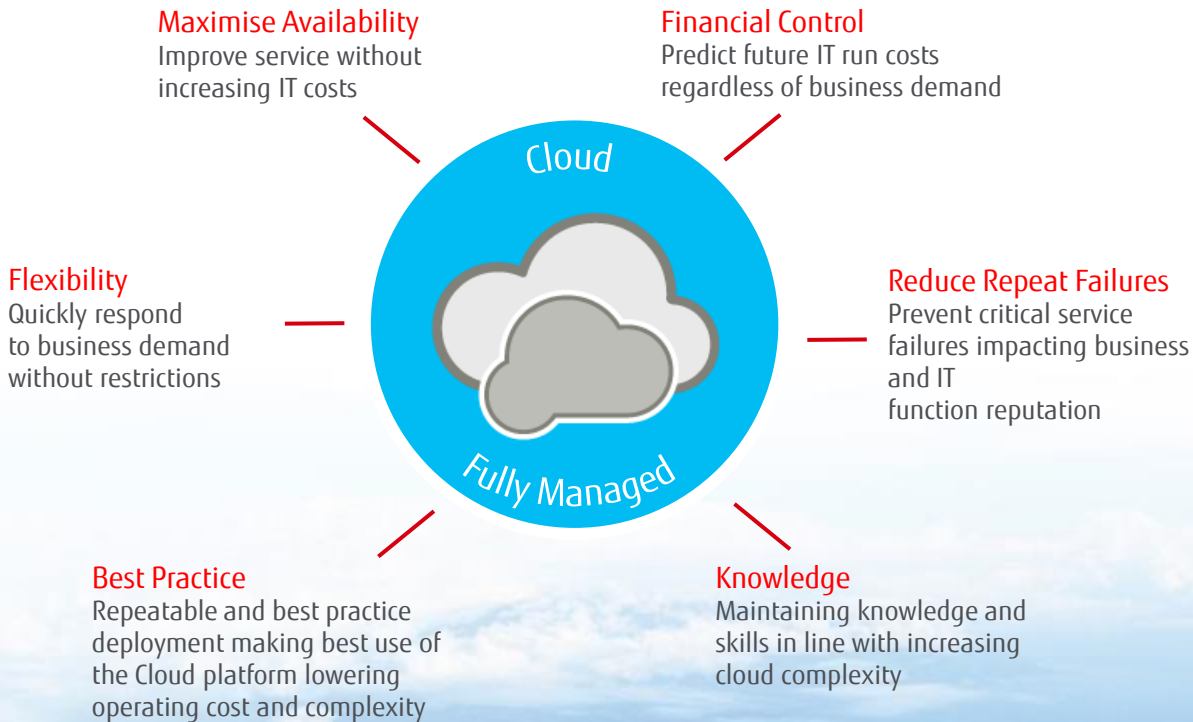 Maximise Availability
Improve service without
increasing IT costs
Financial Control
Predict future IT run costs
regardless of business demand
Cloud
Flexibility
Quickly respond
to business demand
without restrictions
Reduce Repeat Failures
Prevent critical service
failures impacting business
and IT
function reputation
Fully Managed
Best Practice
Repeatable and best practice
deployment making best use of
the Cloud platform lowering
operating cost and complexity
Knowledge
Maintaining knowledge and
skills in line with increasing
cloud complexity